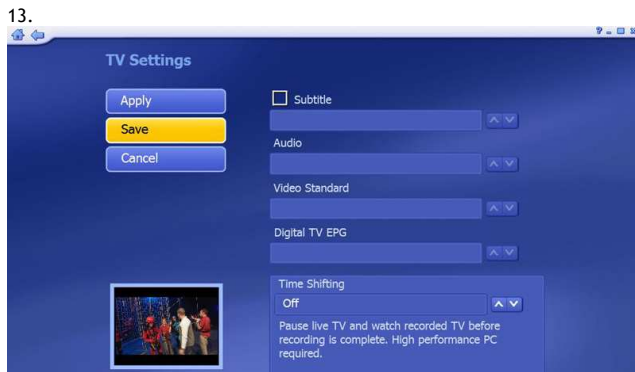 13.
TV Settings
Apply
Save
Cancel
Subtitle
Audio
Video Standard
Digital TV EPG
Time Shifting
Off
Pause live TV and watch recorded TV before
recording is complete. High performance PC
required.